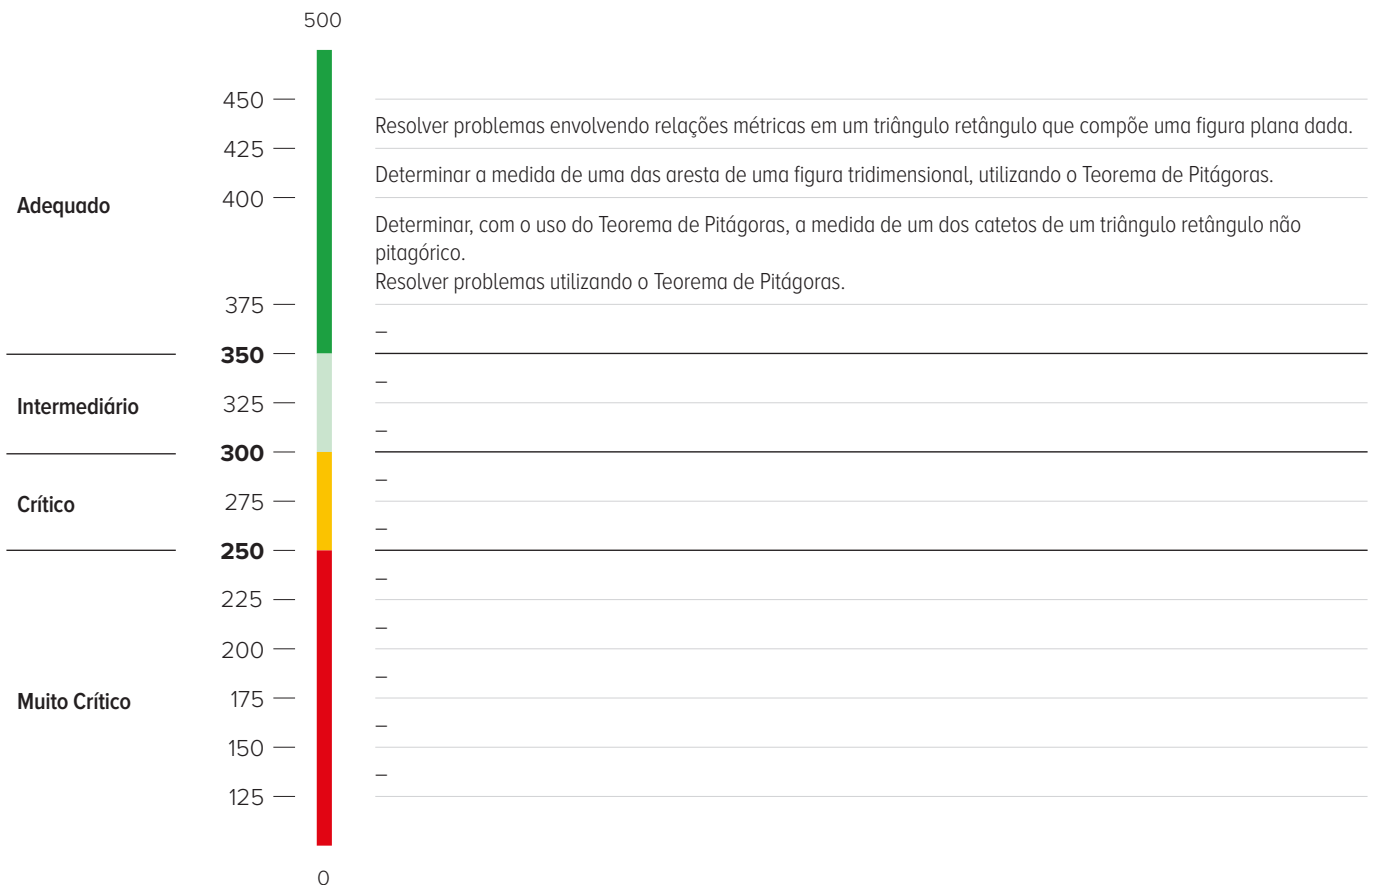 500
450
Resolver problemas envolvendo relações métricas em um triângulo retângulo que compõe uma figura plana dada.
425
Determinar a medida de uma das aresta de uma figura tridimensional, utilizando o Teorema de Pitágoras.
Adequado
400
Determinar, com o uso do Teorema de Pitágoras, a medida de um dos catetos de um triângulo retângulo não
pitagórico.
Resolver problemas utilizando o Teorema de Pitágoras.
375
–
350
–
Intermediário
325
–
300
–
Crítico
275
–
250
–
225
–
200
–
Muito Crítico
175
–
150
–
125
0